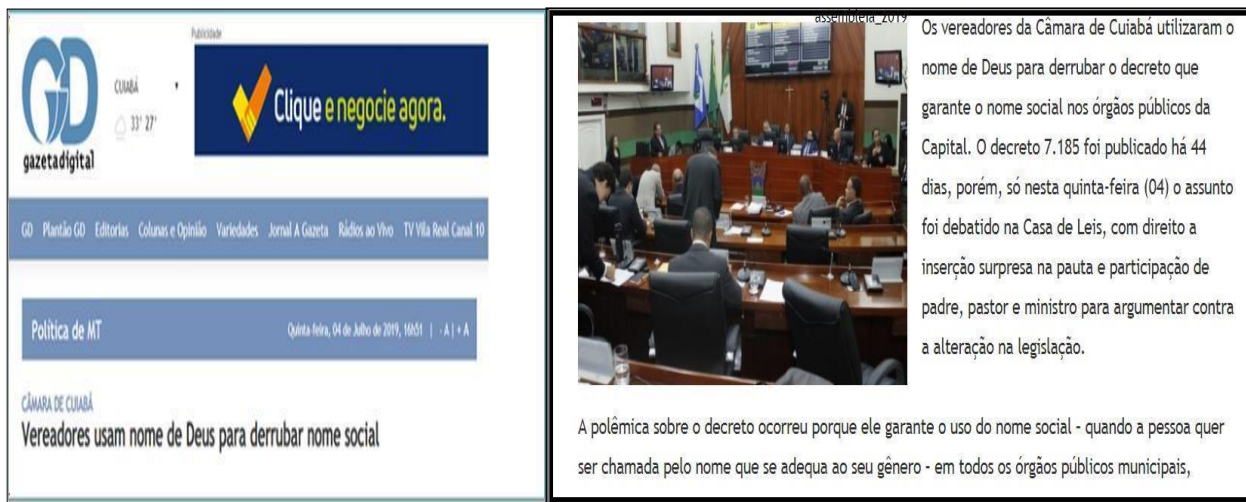 Publicidade
GD
gazetadigital
CUIABÁ
33° 27°
Clique e negocie agora.
GD Plantão GD Editorias Colunas e Opinião Variedades Jornal A Gazeta Rádios ao Vivo TV Vila Real Canal 10
Política de MT
Quinta-feira, 04 de Julho de 2019, 16h51 | - A | + A
CÂMARA DE CUIABÁ
Vereadores usam nome de Deus para derrubar nome social
assembleia_2019
Os vereadores da Câmara de Cuiabá utilizaram o
nome de Deus para derrubar o decreto que
garante o nome social nos órgãos públicos da
Capital. O decreto 7.185 foi publicado há 44
dias, porém, só nesta quinta-feira (04) o assunto
foi debatido na Casa de Leis, com direito a
inserção surpresa na pauta e participação de
padre, pastor e ministro para argumentar contra
a alteração na legislação.
A polêmica sobre o decreto ocorreu porque ele garante o uso do nome social - quando a pessoa quer
ser chamada pelo nome que se adequa ao seu gênero - em todos os órgãos públicos municipais,